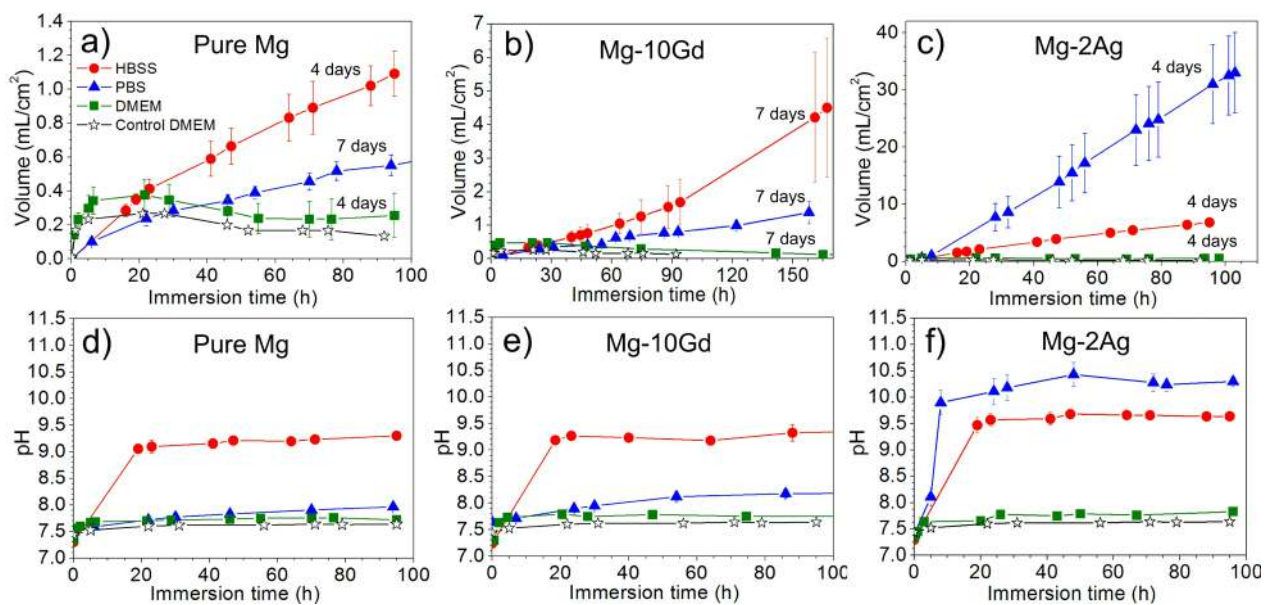 a)
Pure Mg
HBSS
PBS
DMEM
Control DMEM
4 days
7 days
4 days
Volume (mL/cm²)
1.4
1.2
1.0
0.8
0.6
0.4
0.2
0.0
0 20 40 60 80 100
Immersion time (h)
b)
Mg-10Gd
7 days
7 days
7 days
Volume (mL/cm²)
7
6
5
4
3
2
1
0
0 30 60 90 120 150
Immersion time (h)
c)
Mg-2Ag
4 days
4 days
4 days
Volume (mL/cm²)
40
30
20
10
0
0 20 40 60 80 100
Immersion time (h)
d)
Pure Mg
pH
11.5
11.0
10.5
10.0
9.5
9.0
8.5
8.0
7.5
7.0
0 20 40 60 80 100
Immersion time (h)
e)
Mg-10Gd
pH
11.5
11.0
10.5
10.0
9.5
9.0
8.5
8.0
7.5
7.0
0 20 40 60 80 100
Immersion time (h)
f)
Mg-2Ag
pH
11.5
11.0
10.5
10.0
9.5
9.0
8.5
8.0
7.5
7.0
0 20 40 60 80 100
Immersion time (h)